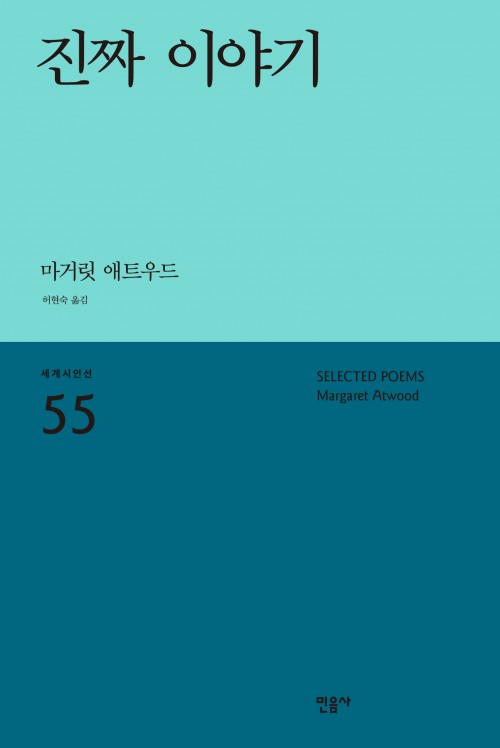 진짜 이야기
마거릿 애트우드
허현숙 옮김
세계시인선
55
SELECTED POEMS
Margaret Atwood
민음사